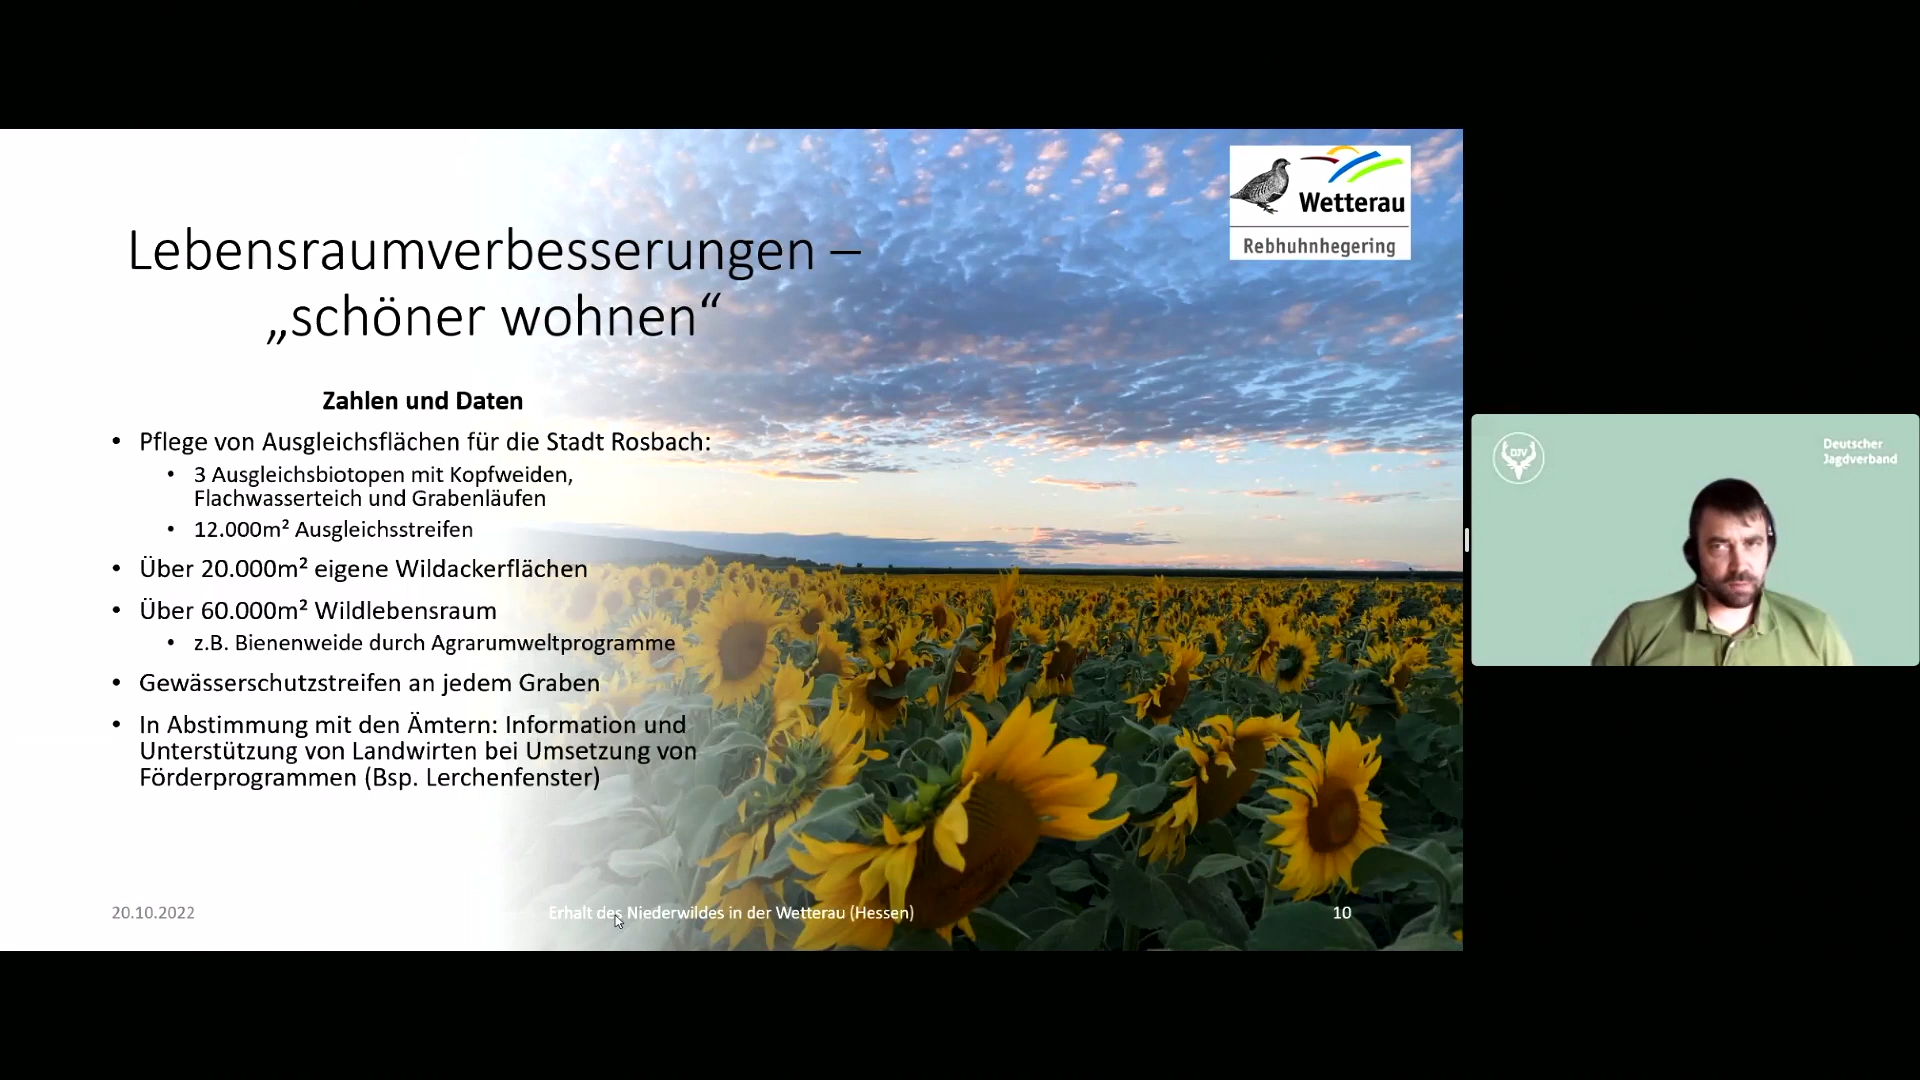 Wetterau
Rebhuhnhegering
Lebensraumverbesserungen –
„schöner wohnen“
Zahlen und Daten
• Pflege von Ausgleichsflächen für die Stadt Rosbach:
• 3 Ausgleichsbiotopen mit Kopfweiden,
Flachwasserteich und Grabenläufen
• 12.000m² Ausgleichsstreifen
• Über 20.000m² eigene Wildackerflächen
• Über 60.000m² Wildlebensraum
• z.B. Bienenweide durch Agrarumweltprogramme
• Gewässerschutzstreifen an jedem Graben
• In Abstimmung mit den Ämtern: Information und
Unterstützung von Landwirten bei Umsetzung von
Förderprogrammen (Bsp. Lerchenfenster)
20.10.2022
Erhalt des Niederwildes in der Wetterau (Hessen)
10
DJV
Deutscher
Jagdverband